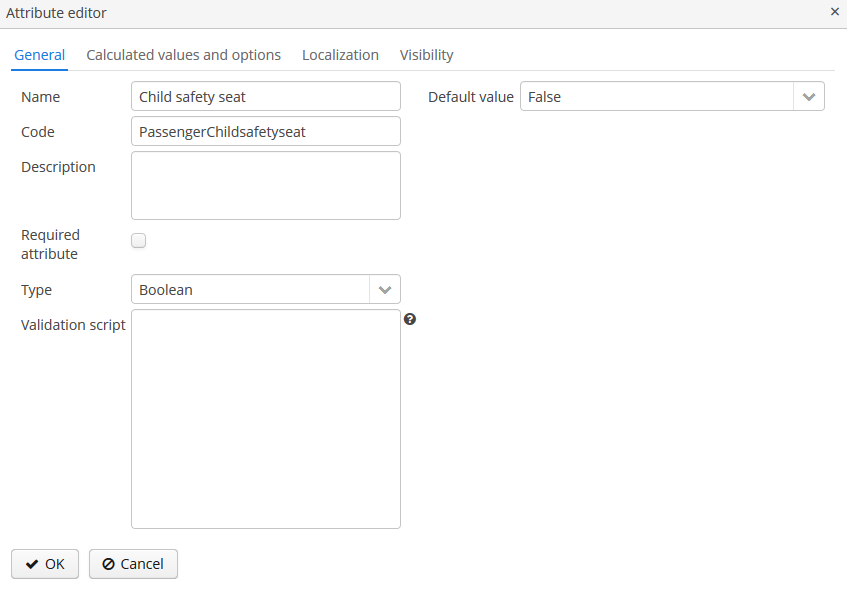 Attribute editor
General Calculated values and options Localization Visibility
Name Child safety seat Default value False
Code PassengerChildsafetyseat
Description
Required
attribute
Type Boolean
Validation script
OK Cancel